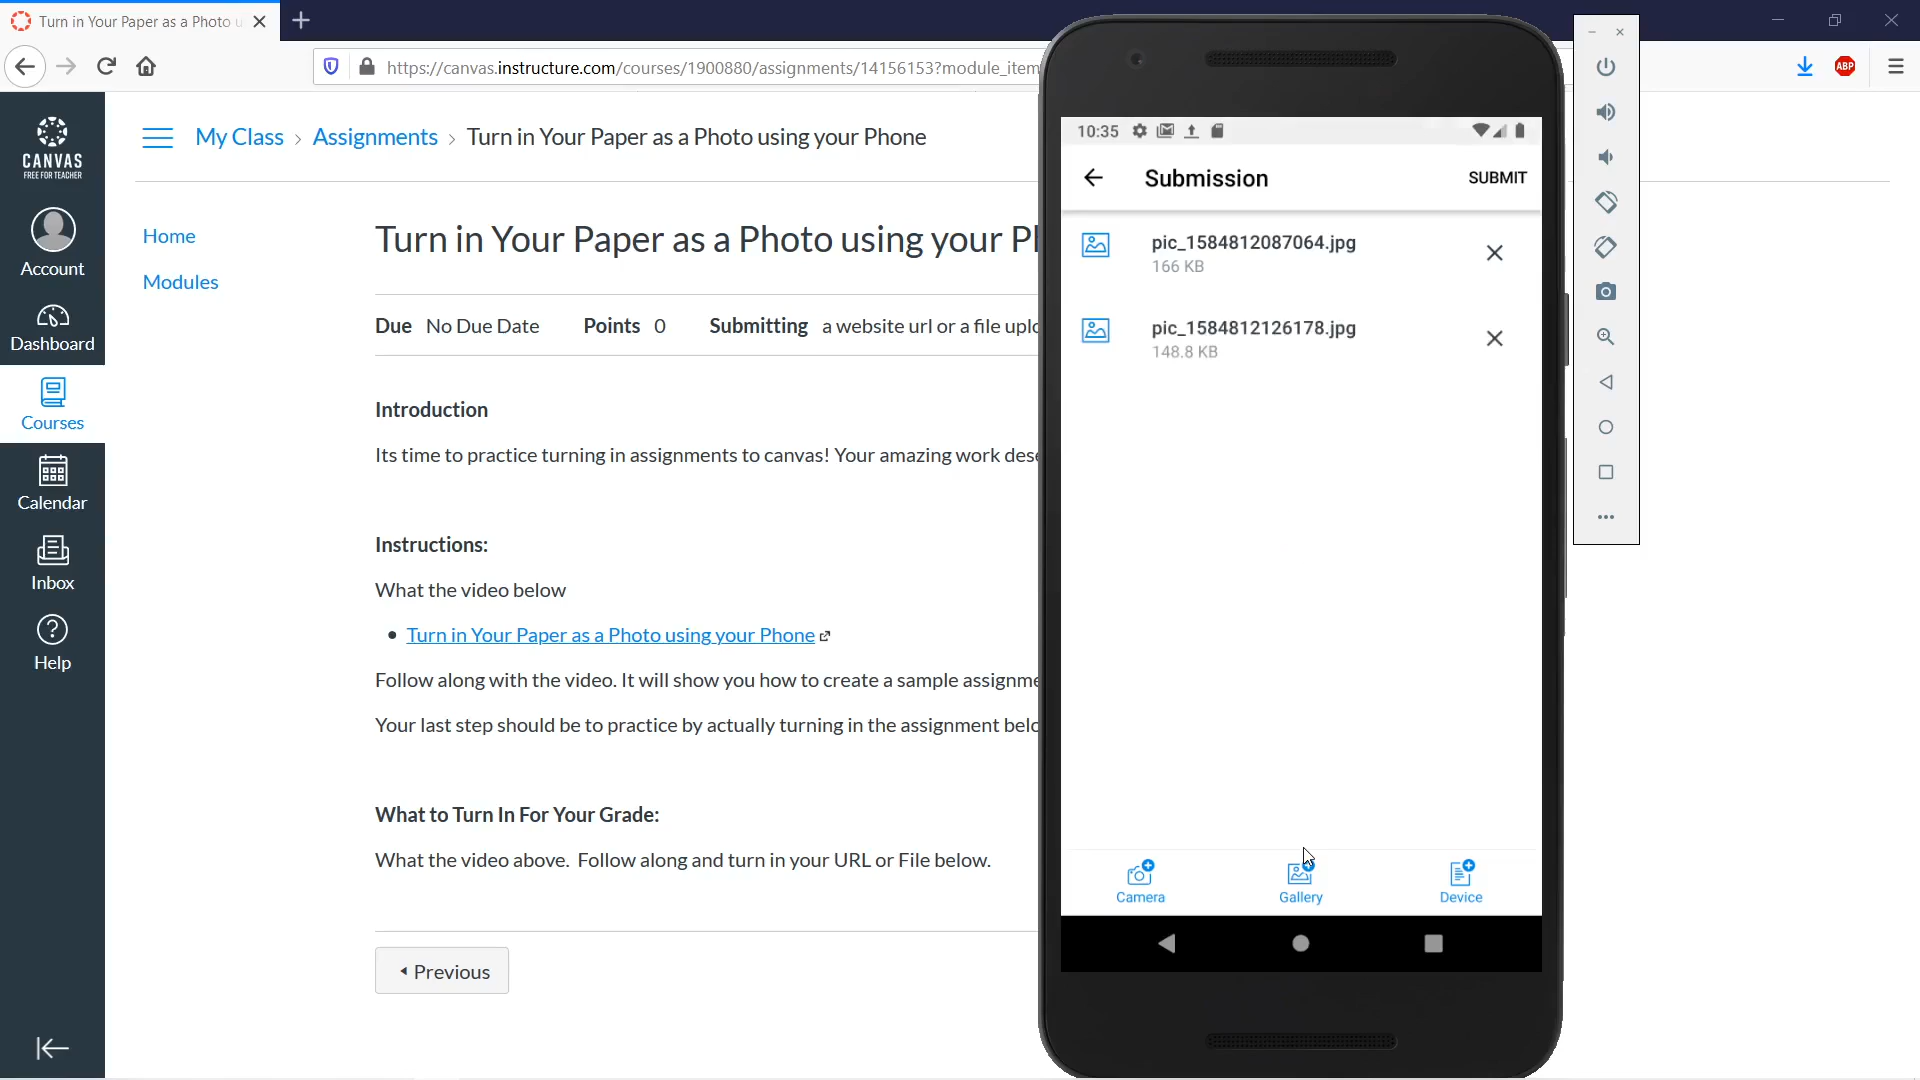 Turn in Your Paper as a Photo u
https://canvas.instructure.com/courses/1900880/assignments/14156153?module_item
ABP
CANVAS
FREE FOR TEACHER
Account
Dashboard
Courses
Calendar
Inbox
Help
My Class › Assignments › Turn in Your Paper as a Photo using your Phone
Home
Modules
Turn in Your Paper as a Photo using your Pl
Due No Due Date Points 0 Submitting a website url or a file uplo
Introduction
Its time to practice turning in assignments to canvas! Your amazing work dese
Instructions:
What the video below
• Turn in Your Paper as a Photo using your Phone
Follow along with the video. It will show you how to create a sample assignme
Your last step should be to practice by actually turning in the assignment belo
What to Turn In For Your Grade:
What the video above. Follow along and turn in your URL or File below.
Previous
10:35
Submission
SUBMIT
pic_1584812087064.jpg
166 KB
pic_1584812126178.jpg
148.8 KB
Camera
Gallery
Device